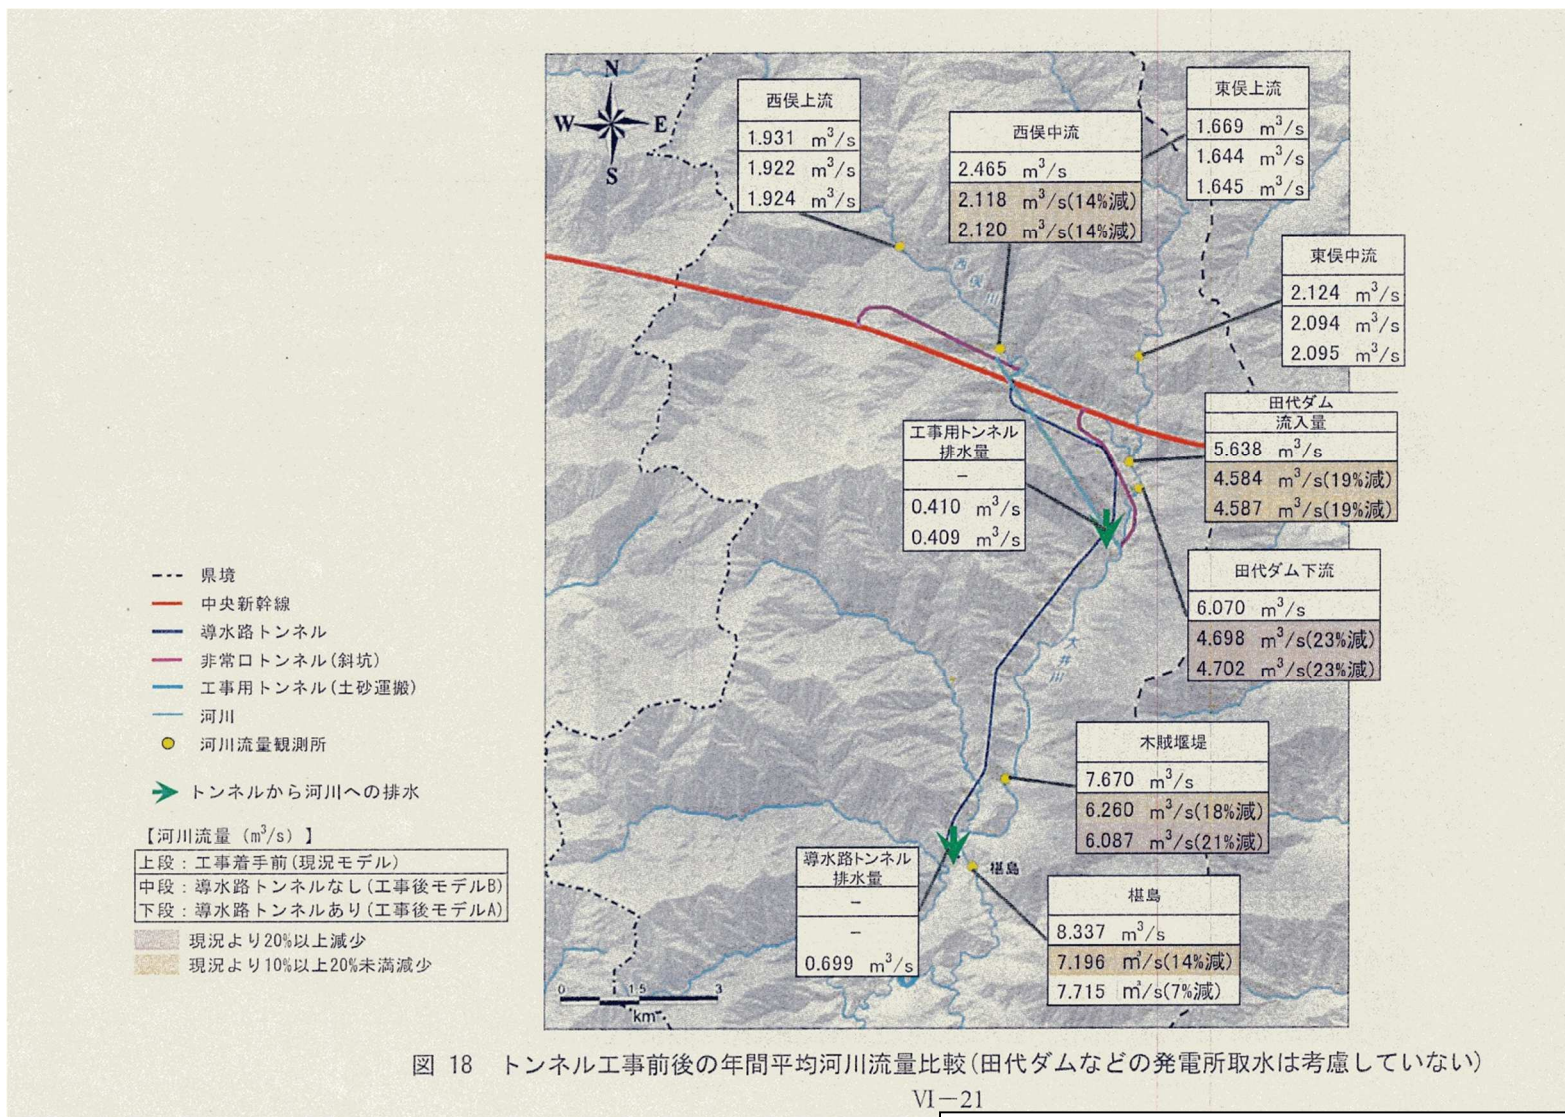 N
W E
S
西俣上流
1.931 m³/s
1.922 m³/s
1.924 m³/s
西俣中流
2.465 m³/s
2.118 m³/s(14%減)
2.120 m³/s(14%減)
東俣上流
1.669 m³/s
1.644 m³/s
1.645 m³/s
東俣中流
2.124 m³/s
2.094 m³/s
2.095 m³/s
西俣川
田代ダム
流入量
5.638 m³/s
4.584 m³/s(19%減)
4.587 m³/s(19%減)
工事用トンネル
排水量
－
0.410 m³/s
0.409 m³/s
田代ダム下流
6.070 m³/s
4.698 m³/s(23%減)
4.702 m³/s(23%減)
大井川
木賊堰堤
7.670 m³/s
6.260 m³/s(18%減)
6.087 m³/s(21%減)
導水路トンネル
排水量
－
－
0.699 m³/s
椹島
椹島
8.337 m³/s
7.196 m³/s(14%減)
7.715 m³/s(7%減)
県境
中央新幹線
導水路トンネル
非常口トンネル(斜坑)
工事用トンネル(土砂運搬)
河川
河川流量観測所
トンネルから河川への排水
【河川流量 (m³/s) 】
上段：工事着手前(現況モデル)
中段：導水路トンネルなし(工事後モデルB)
下段：導水路トンネルあり(工事後モデルA)
現況より20%以上減少
現況より10%以上20%未満減少
0 1.5 3
km
図 18 トンネル工事前後の年間平均河川流量比較(田代ダムなどの発電所取水は考慮していない)
Ⅵ－21